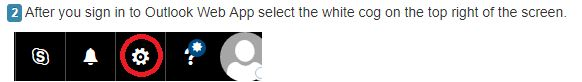 2 After you sign in to Outlook Web App select the white cog on the top right of the screen.